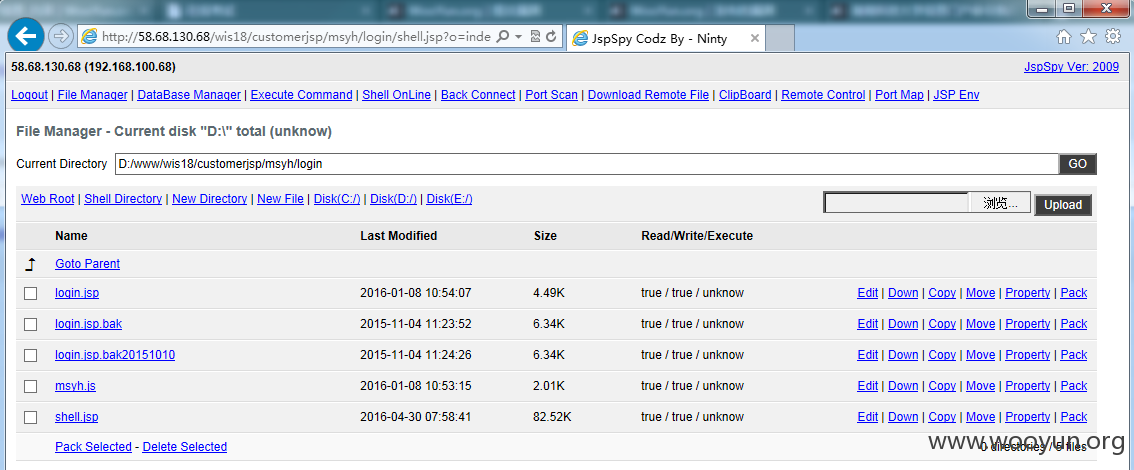 http://58.68.130.68/wis18/customerjsp/msyh/login/shell.jsp?o=inde
JspSpy Codz By - Ninty
58.68.130.68 (192.168.100.68)
JspSpy Ver: 2009
Logout | File Manager | DataBase Manager | Execute Command | Shell OnLine | Back Connect | Port Scan | Download Remote File | ClipBoard | Remote Control | Port Map | JSP Env
File Manager - Current disk "D:\" total (unknow)
Current Directory D:/www/wis18/customerjsp/msyh/login GO
Web Root | Shell Directory | New Directory | New File | Disk(C:/) | Disk(D:/) | Disk(E:/) 浏览... Upload
Name Last Modified Size Read/Write/Execute
Goto Parent
login.jsp 2016-01-08 10:54:07 4.49K true / true / unknow Edit | Down | Copy | Move | Property | Pack
login.jsp.bak 2015-11-04 11:23:52 6.34K true / true / unknow Edit | Down | Copy | Move | Property | Pack
login.jsp.bak20151010 2015-11-04 11:24:26 6.34K true / true / unknow Edit | Down | Copy | Move | Property | Pack
msyh.js 2016-01-08 10:53:15 2.01K true / true / unknow Edit | Down | Copy | Move | Property | Pack
shell.jsp 2016-04-30 07:58:41 82.52K true / true / unknow Edit | Down | Copy | Move | Property | Pack
Pack Selected - Delete Selected 0 directories / 5 files
www.wooyun.org